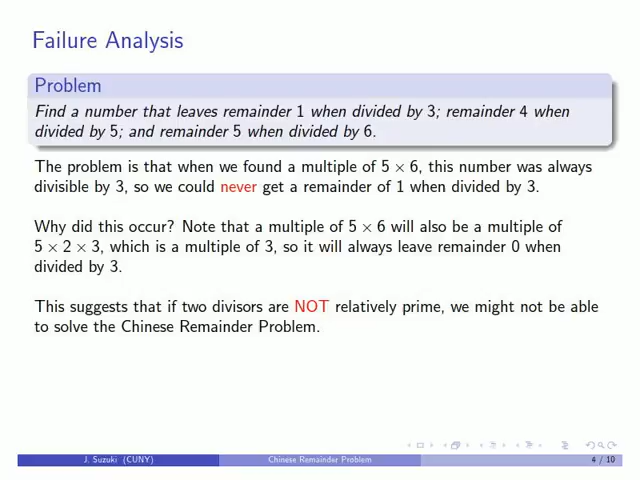 Failure Analysis
Problem
Find a number that leaves remainder 1 when divided by 3; remainder 4 when
divided by 5; and remainder 5 when divided by 6.
The problem is that when we found a multiple of 5 × 6, this number was always
divisible by 3, so we could never get a remainder of 1 when divided by 3.
Why did this occur? Note that a multiple of 5 × 6 will also be a multiple of
5 × 2 × 3, which is a multiple of 3, so it will always leave remainder 0 when
divided by 3.
This suggests that if two divisors are NOT relatively prime, we might not be able
to solve the Chinese Remainder Problem.
J. Suzuki (CUNY) Chinese Remainder Problem 4 / 10